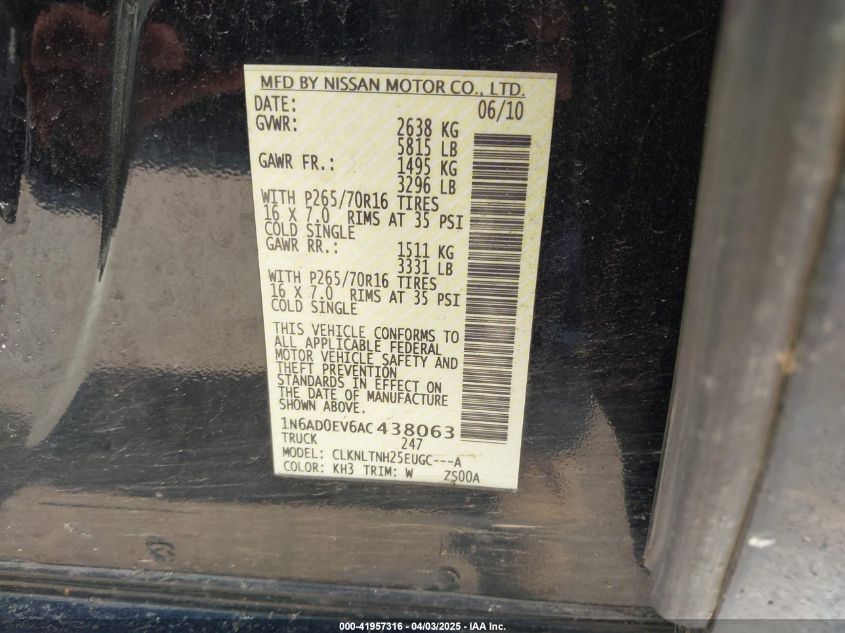 MFD BY NISSAN MOTOR CO., LTD.
DATE: 06/10
GVWR: 2638 KG
5815 LB
GAWR FR.: 1495 KG
3296 LB
WITH P265/70R16 TIRES
16 X 7.0 RIMS AT 35 PSI
COLD SINGLE
GAWR RR.: 1511 KG
3331 LB
WITH P265/70R16 TIRES
16 X 7.0 RIMS AT 35 PSI
COLD SINGLE
THIS VEHICLE CONFORMS TO
ALL APPLICABLE FEDERAL
MOTOR VEHICLE SAFETY AND
THEFT PREVENTION
STANDARDS IN EFFECT ON
THE DATE OF MANUFACTURE
SHOWN ABOVE.
1N6AD0EV6AC438063
TRUCK 247
MODEL: CLKNLTNH25EUGC---A
COLOR: KH3 TRIM: W ZS00A
000-41957316 - 04/03/2025 - IAA Inc.